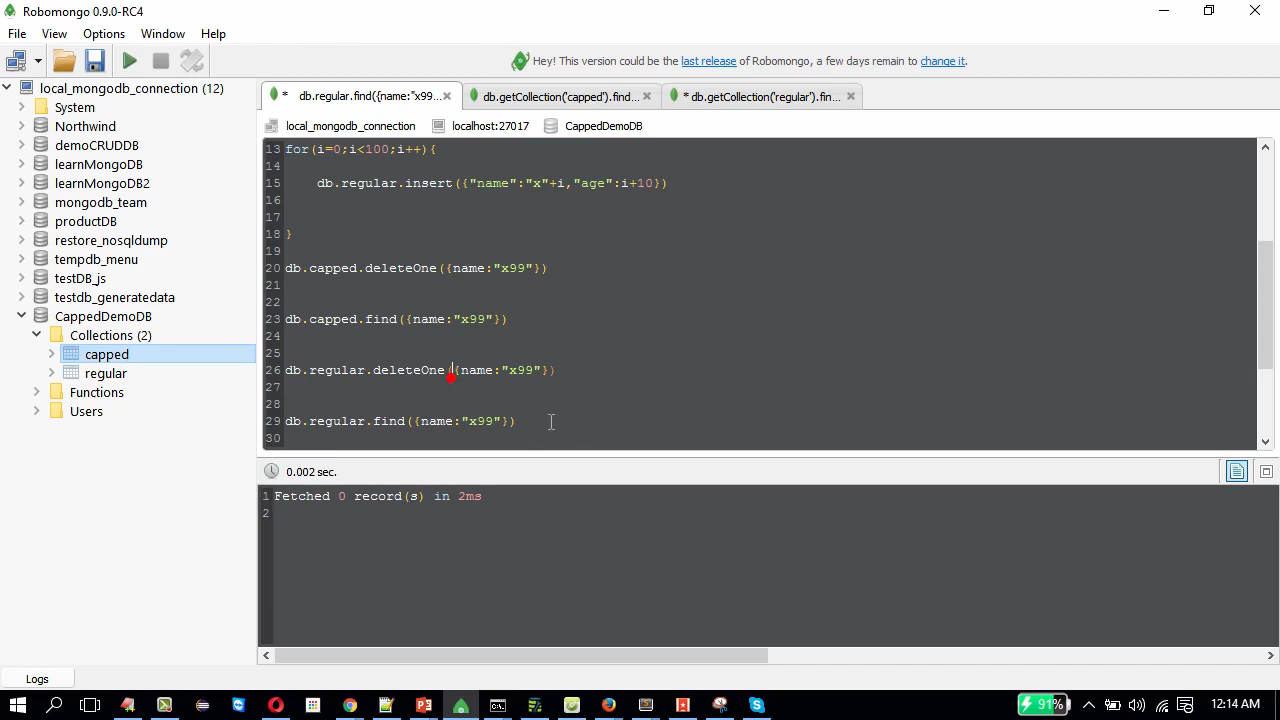 Robomongo 0.9.0-RC4
File View Options Window Help
Hey! This version could be the last release of Robomongo, a few days remain to change it.
local_mongodb_connection (12)
System
Northwind
demoCRUDDB
learnMongoDB
learnMongoDB2
mongodb_team
productDB
restore_nosqldump
tempdb_menu
testDB_js
testdb_generatedata
CappedDemoDB
Collections (2)
capped
regular
Functions
Users
* db.regular.find({name:"x99... db.getCollection('capped').find... * db.getCollection('regular').fin...
local_mongodb_connection localhost:27017 CappedDemoDB
13 for(i=0;i<100;i++){
14
15 db.regular.insert({"name":"x"+i,"age":i+10})
16
17
18 }
19
20 db.capped.deleteOne({name:"x99"})
21
22
23 db.capped.find({name:"x99"})
24
25
26 db.regular.deleteOne({name:"x99"})
27
28
29 db.regular.find({name:"x99"})
30
0.002 sec.
1 Fetched 0 record(s) in 2ms
2
Logs
91%
12:14 AM